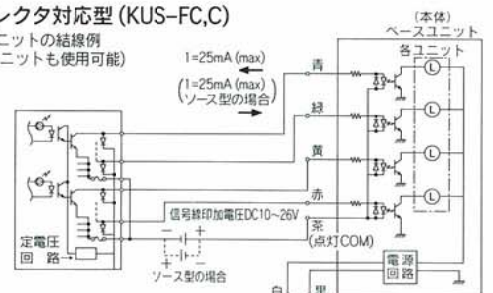 レクタ対応型(KUS-FC,C)
ニットの結線例
ニットも使用可能)
(本体)
ベースユニット
各ユニット
1=25mA(max)
(1=25mA(max)
ソース型の場合)
青
緑
黄
赤
茶
(点灯COM)
信号線印加電圧DC10~26V
定電圧
回路
ソース型の場合
電源
回路
白
黒
L
L
L
L